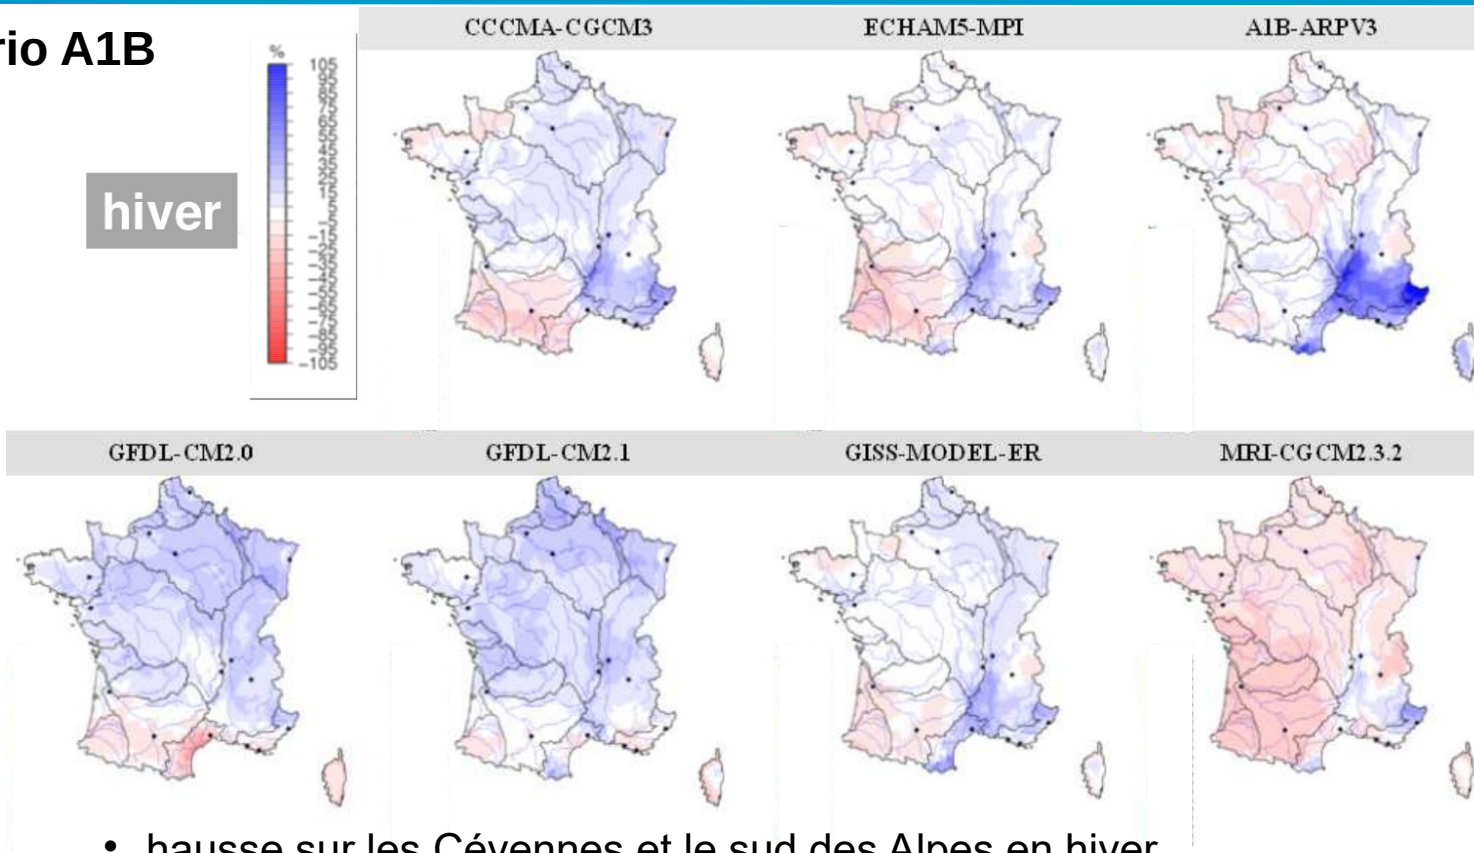 rio A1B
CCCMA-CGCM3
ECHAM5-MPI
A1B-ARPV3
%
105
-105
hiver
GFDL-CM2.0
GFDL-CM2.1
GISS-MODEL-ER
MRI-CGCM2.3.2
• hausse sur les Cévennes et le sud des Alpes en hiver